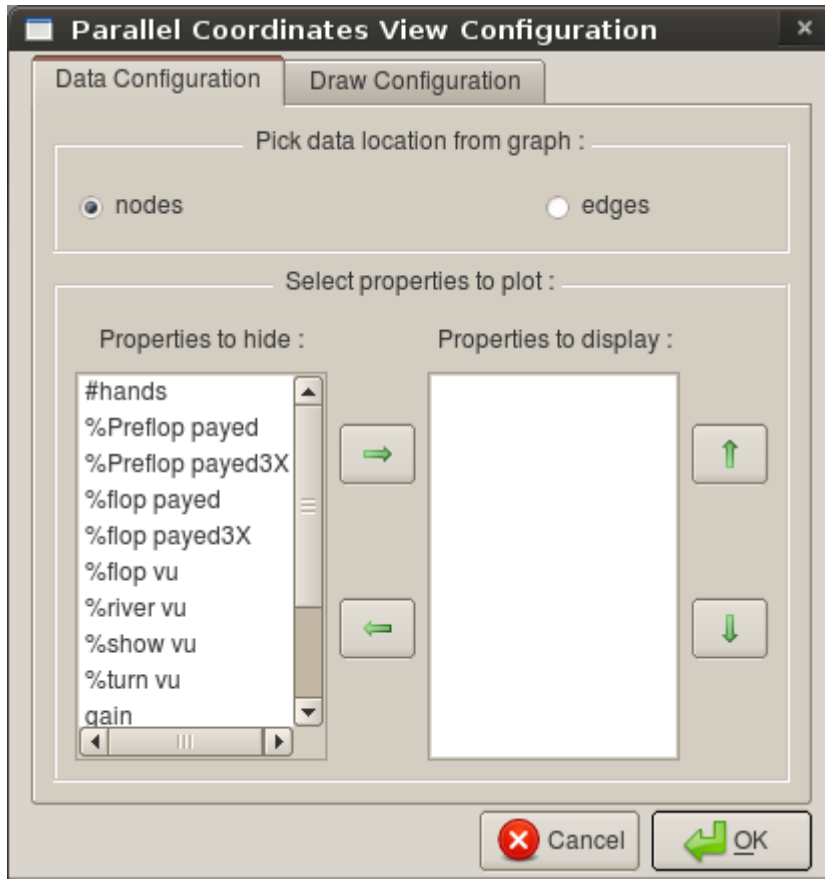 Parallel Coordinates View Configuration
Data Configuration
Draw Configuration
Pick data location from graph :
nodes
edges
Select properties to plot :
Properties to hide :
Properties to display :
#hands
%Preflop payed
%Preflop payed3X
%flop payed
%flop payed3X
%flop vu
%river vu
%show vu
%turn vu
gain
Cancel
OK